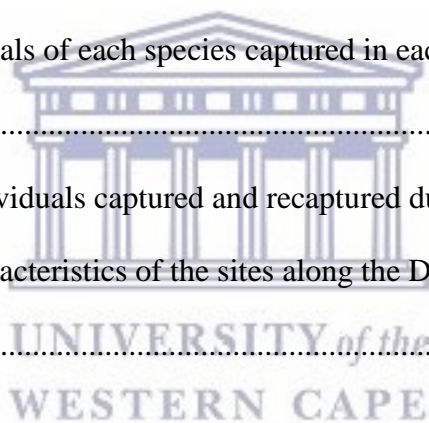 als of each species captured in eac
................................................................
viduals captured and recaptured du
acteristics of the sites along the D
................................................................
UNIVERSITY of the
WESTERN CAPE